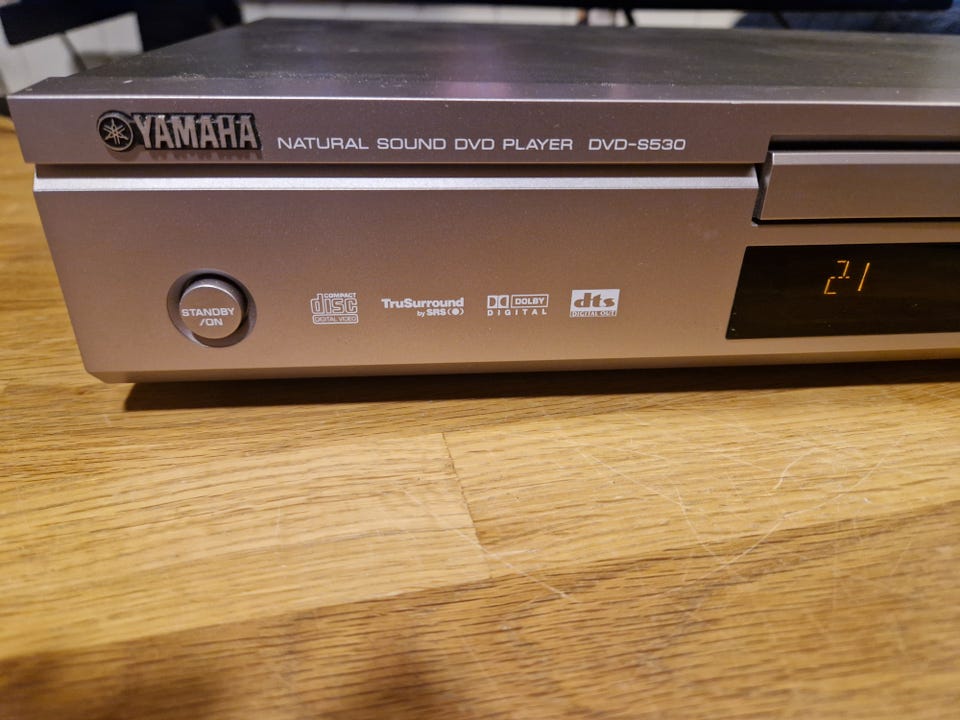 YAMAHA NATURAL SOUND DVD PLAYER DVD-S530
STANDBY
/ON
COMPACT
disc
DIGITAL VIDEO
TruSurround
by SRS
DOLBY
DIGITAL
dts
DIGITAL OUT
21